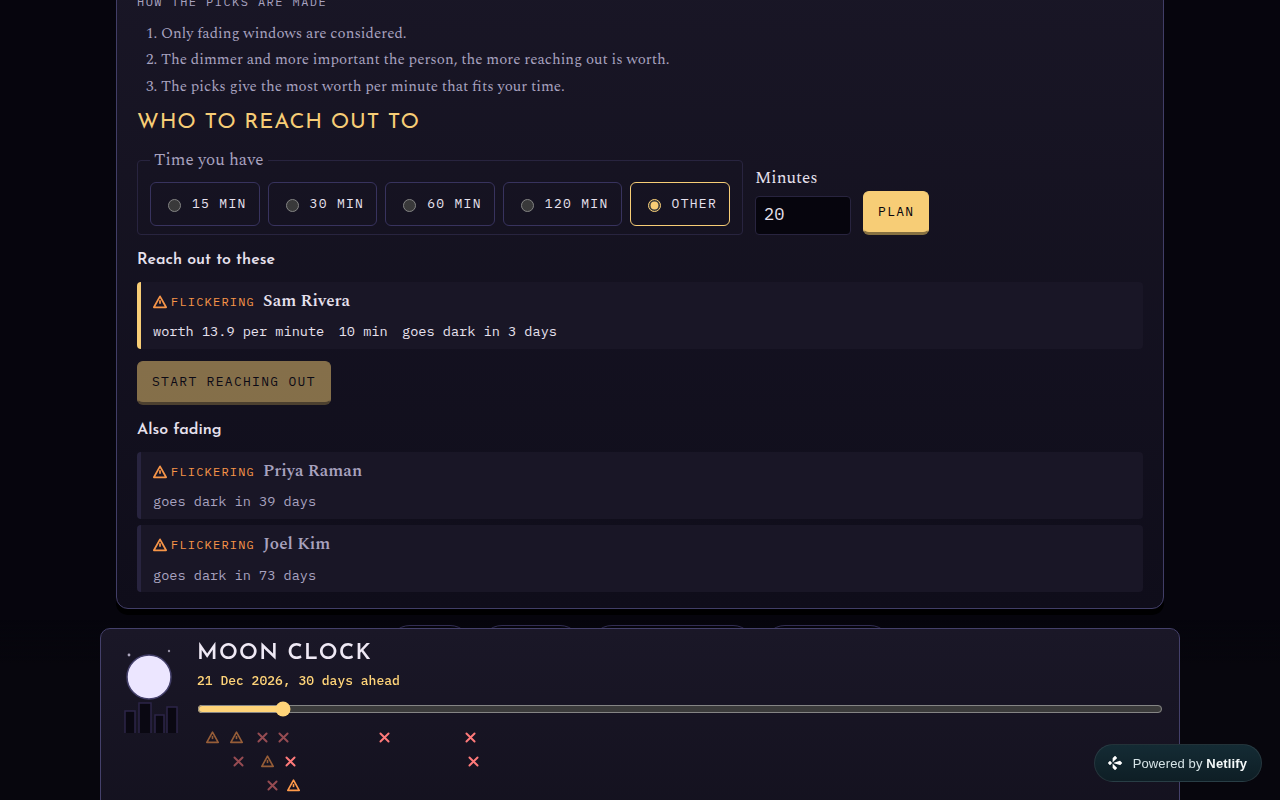 HOW THE PICKS ARE MADE
1. Only fading windows are considered.
2. The dimmer and more important the person, the more reaching out is worth.
3. The picks give the most worth per minute that fits your time.
WHO TO REACH OUT TO
Time you have
15 MIN
30 MIN
60 MIN
120 MIN
OTHER
Minutes
20
PLAN
Reach out to these
FLICKERING Sam Rivera
worth 13.9 per minute 10 min goes dark in 3 days
START REACHING OUT
Also fading
FLICKERING Priya Raman
goes dark in 39 days
FLICKERING Joel Kim
goes dark in 73 days
MOON CLOCK
21 Dec 2026, 30 days ahead
Powered by Netlify